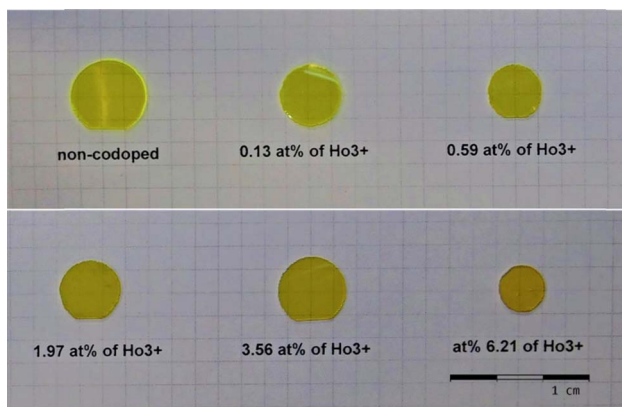 non-codoped
0.13 at% of Ho3+
0.59 at% of Ho3+
1.97 at% of Ho3+
3.56 at% of Ho3+
at% 6.21 of Ho3+
1 cm